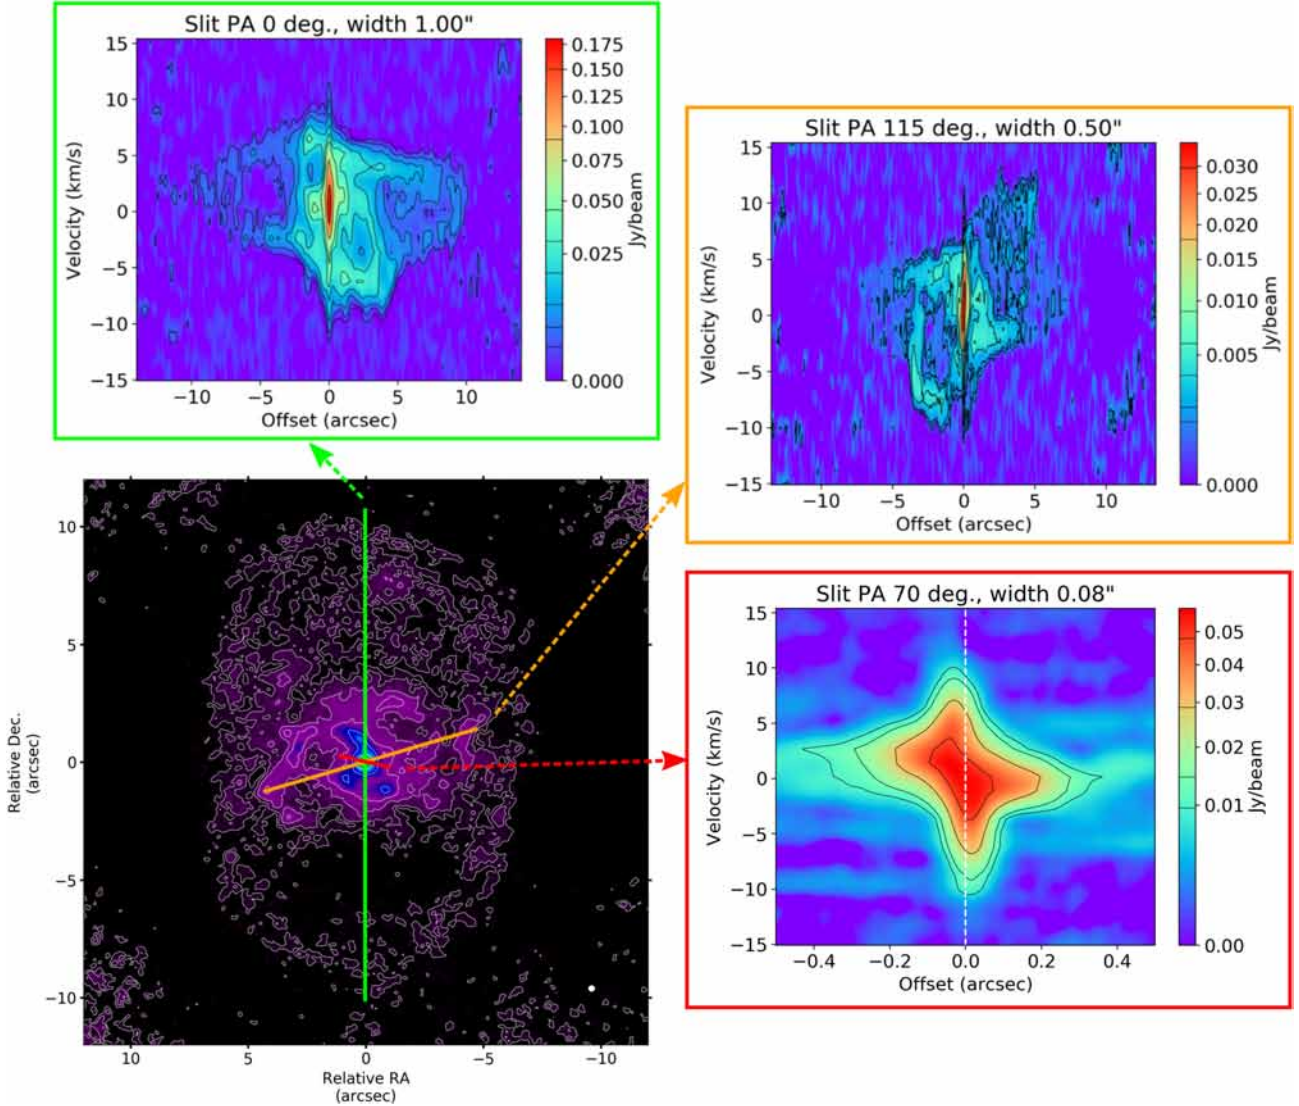 Slit PA 0 deg., width 1.00"
15
10
5
0
−5
−10
−15
Velocity (km/s)
−10 −5 0 5 10
Offset (arcsec)
0.175
0.150
0.125
0.100
0.075
0.050
0.025
0.000
Jy/beam
Slit PA 115 deg., width 0.50"
15
10
5
0
−5
−10
−15
Velocity (km/s)
−10 −5 0 5 10
Offset (arcsec)
0.030
0.025
0.020
0.015
0.010
0.005
0.000
Jy/beam
10
5
0
−5
−10
Relative Dec.
(arcsec)
10 5 0 −5 −10
Relative RA
(arcsec)
Slit PA 70 deg., width 0.08"
15
10
5
0
−5
−10
−15
Velocity (km/s)
−0.4 −0.2 0.0 0.2 0.4
Offset (arcsec)
0.05
0.04
0.03
0.02
0.01
0.00
Jy/beam